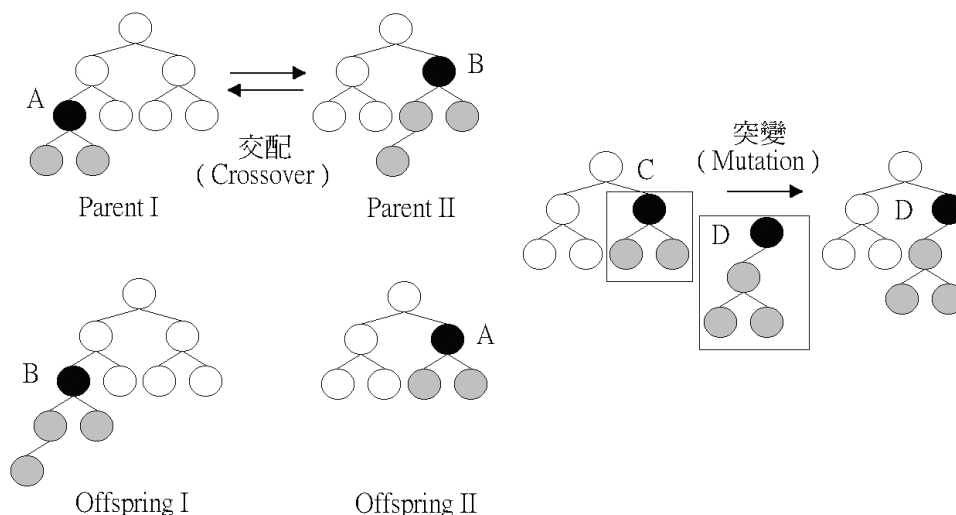 A
B
交配
( Crossover )
Parent I
Parent II
B
A
Offspring I
Offspring II
突變
( Mutation )
C
D
D